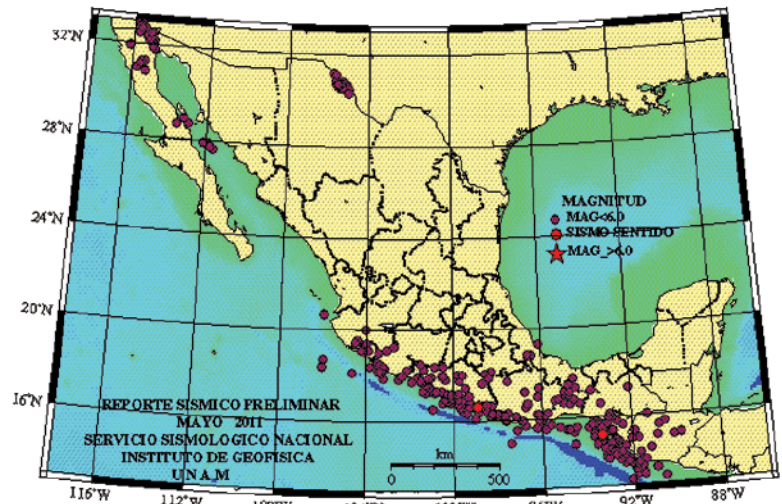 32°N
28°N
24°N
20°N
16°N
MAGNITUD
MAG<6.0
SISMO SENTIDO
MAG_>6.0
REPORTE SISMICO PRELIMINAR
MAYO 2011
SERVICIO SISMOLOGICO NACIONAL
INSTITUTO DE GEOFISICA
U N A M
km
0 500
116°W 112°W 92°W 88°W